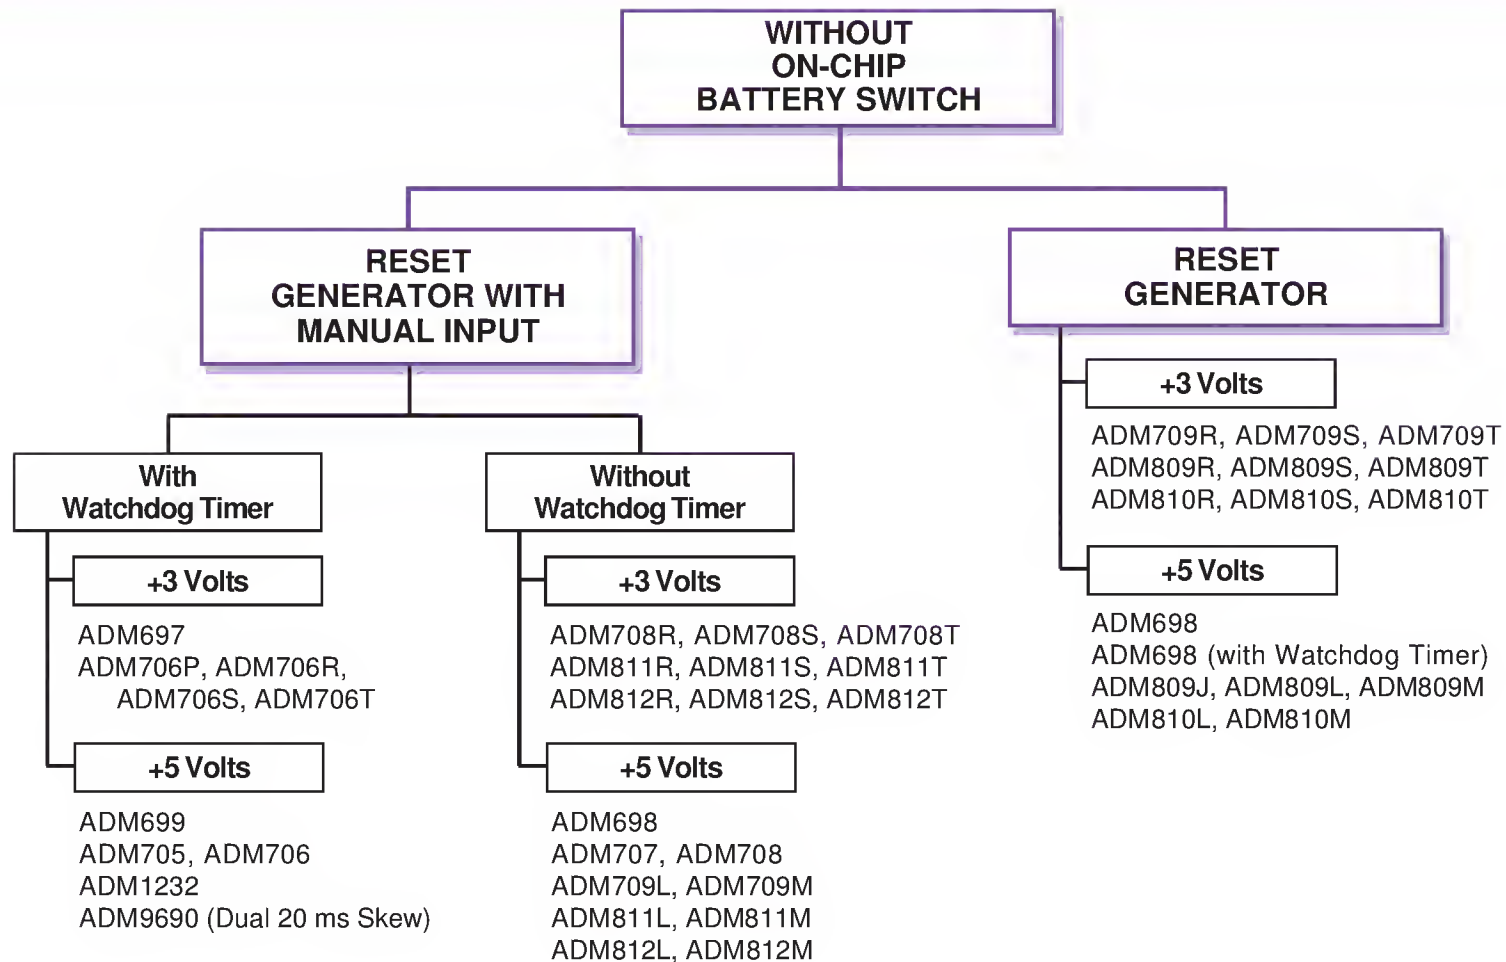 WITHOUT
ON-CHIP
BATTERY SWITCH
RESET
GENERATOR WITH
MANUAL INPUT
With
Watchdog Timer
+3 Volts
ADM697
ADM706P, ADM706R,
ADM706S, ADM706T
+5 Volts
ADM699
ADM705, ADM706
ADM1232
ADM9690 (Dual 20 ms Skew)
Without
Watchdog Timer
+3 Volts
ADM708R, ADM708S, ADM708T
ADM811R, ADM811S, ADM811T
ADM812R, ADM812S, ADM812T
+5 Volts
ADM698
ADM707, ADM708
ADM709L, ADM709M
ADM811L, ADM811M
ADM812L, ADM812M
RESET
GENERATOR
+3 Volts
ADM709R, ADM709S, ADM709T
ADM809R, ADM809S, ADM809T
ADM810R, ADM810S, ADM810T
+5 Volts
ADM698
ADM698 (with Watchdog Timer)
ADM809J, ADM809L, ADM809M
ADM810L, ADM810M